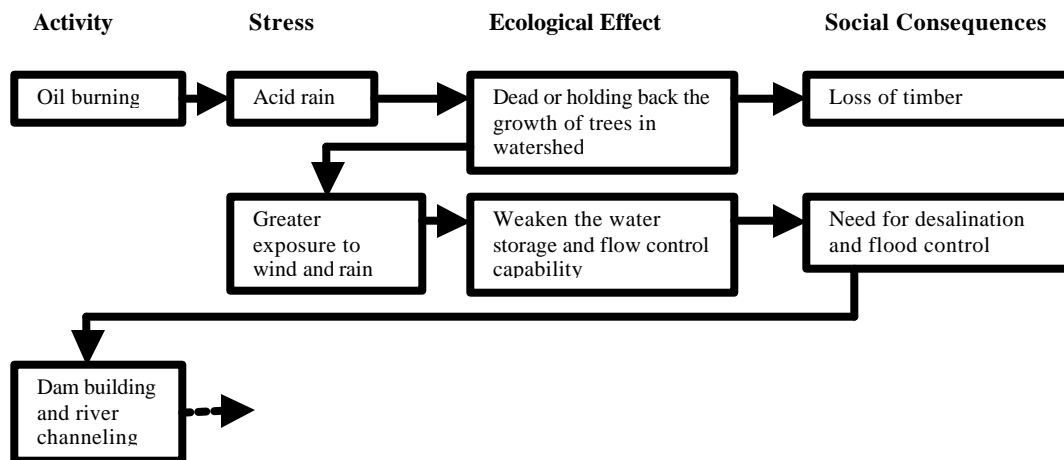 Activity Stress Ecological Effect Social Consequences
Oil burning
Acid rain
Dead or holding back the
growth of trees in
watershed
Loss of timber
Greater
exposure to
wind and rain
Weaken the water
storage and flow control
capability
Need for desalination
and flood control
Dam building
and river
channeling